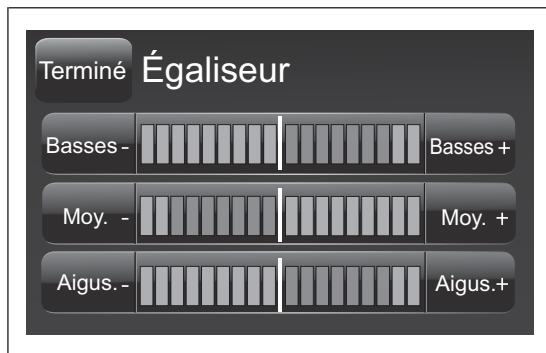 Terminé Égaliseur
Basses - Basses +
Moy. - Moy. +
Aigus. - Aigus.+